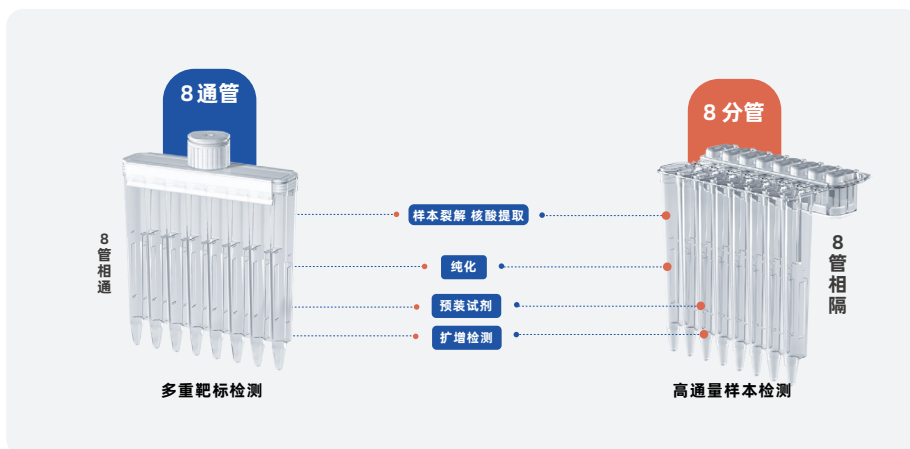 8通管
8 分管
样本裂解 核酸提取
8管相通
纯化
8管相隔
预装试剂
扩增检测
多重靶标检测
高通量样本检测